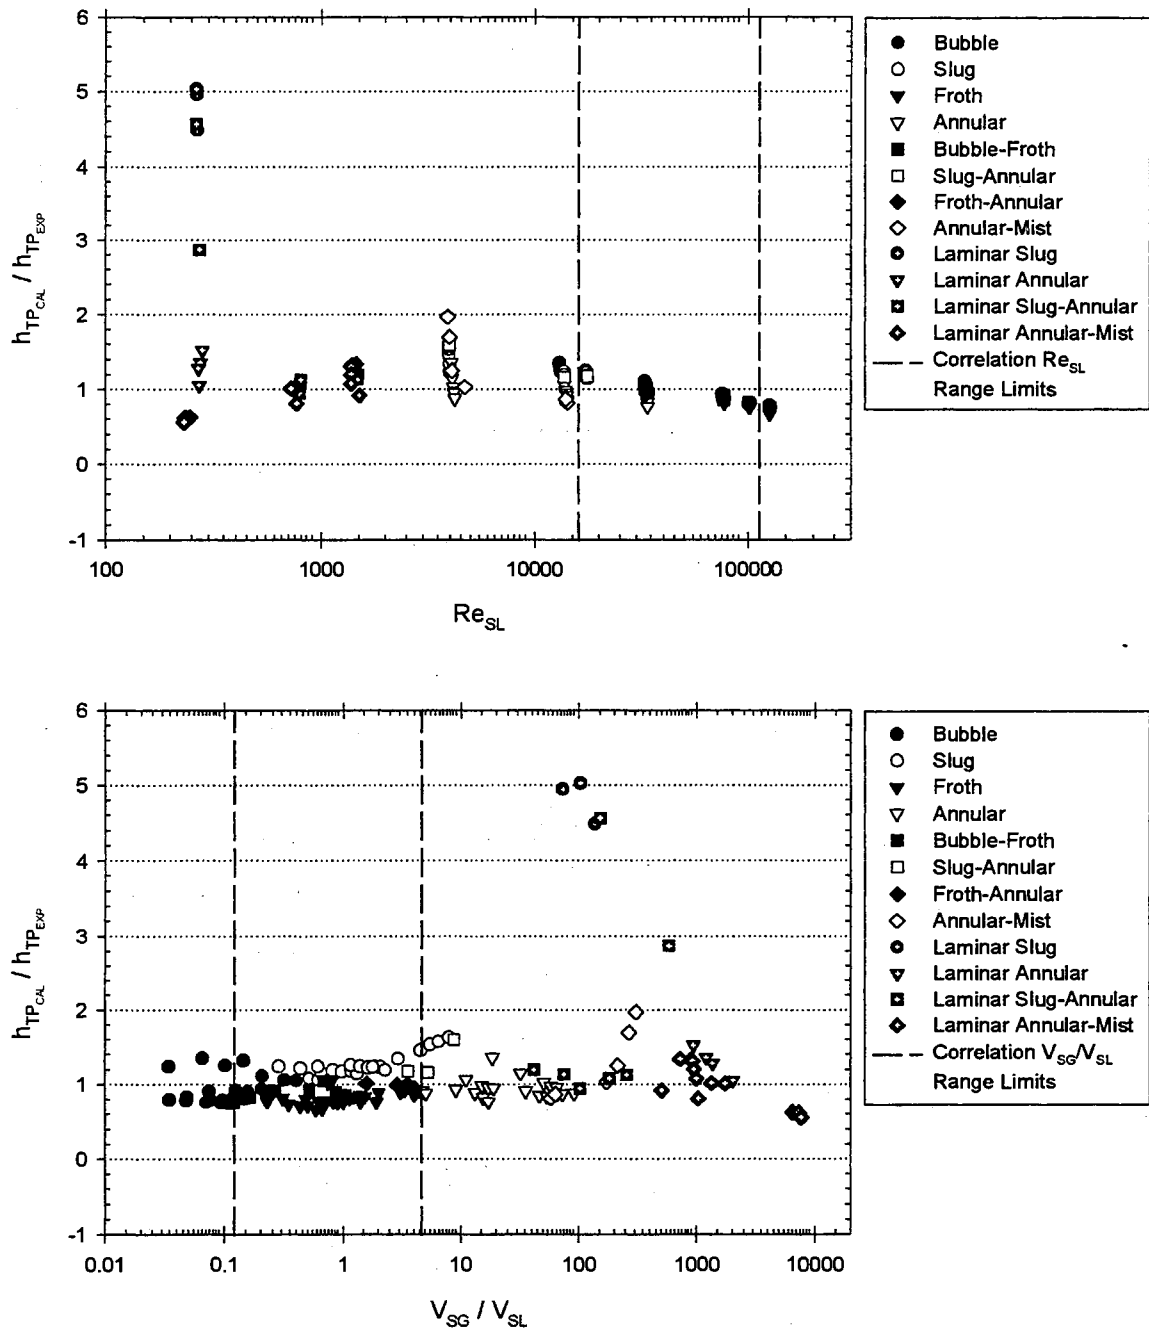 6
5
4
3
2
1
0
-1
h_TP_CAL / h_TP_EXP
100
1000
10000
100000
Re_SL
Bubble
Slug
Froth
Annular
Bubble-Froth
Slug-Annular
Froth-Annular
Annular-Mist
Laminar Slug
Laminar Annular
Laminar Slug-Annular
Laminar Annular-Mist
Correlation Re_SL
Range Limits
6
5
4
3
2
1
0
-1
h_TP_CAL / h_TP_EXP
0.01
0.1
1
10
100
1000
10000
V_SG / V_SL
Bubble
Slug
Froth
Annular
Bubble-Froth
Slug-Annular
Froth-Annular
Annular-Mist
Laminar Slug
Laminar Annular
Laminar Slug-Annular
Laminar Annular-Mist
Correlation V_SG/V_SL
Range Limits